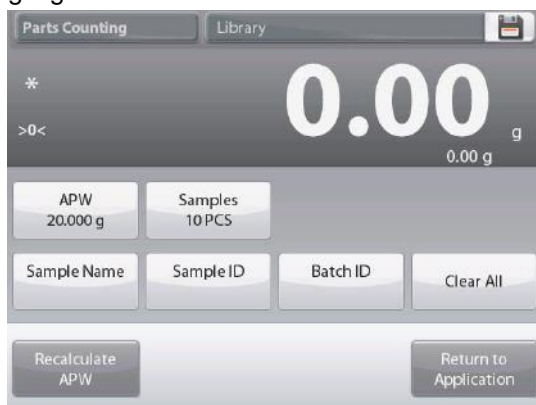 Parts Counting
Library
*
0.00 g
>0<
0.00 g
APW
20.000 g
Samples
10 PCS
Sample Name
Sample ID
Batch ID
Clear All
Recalculate
APW
Return to
Application